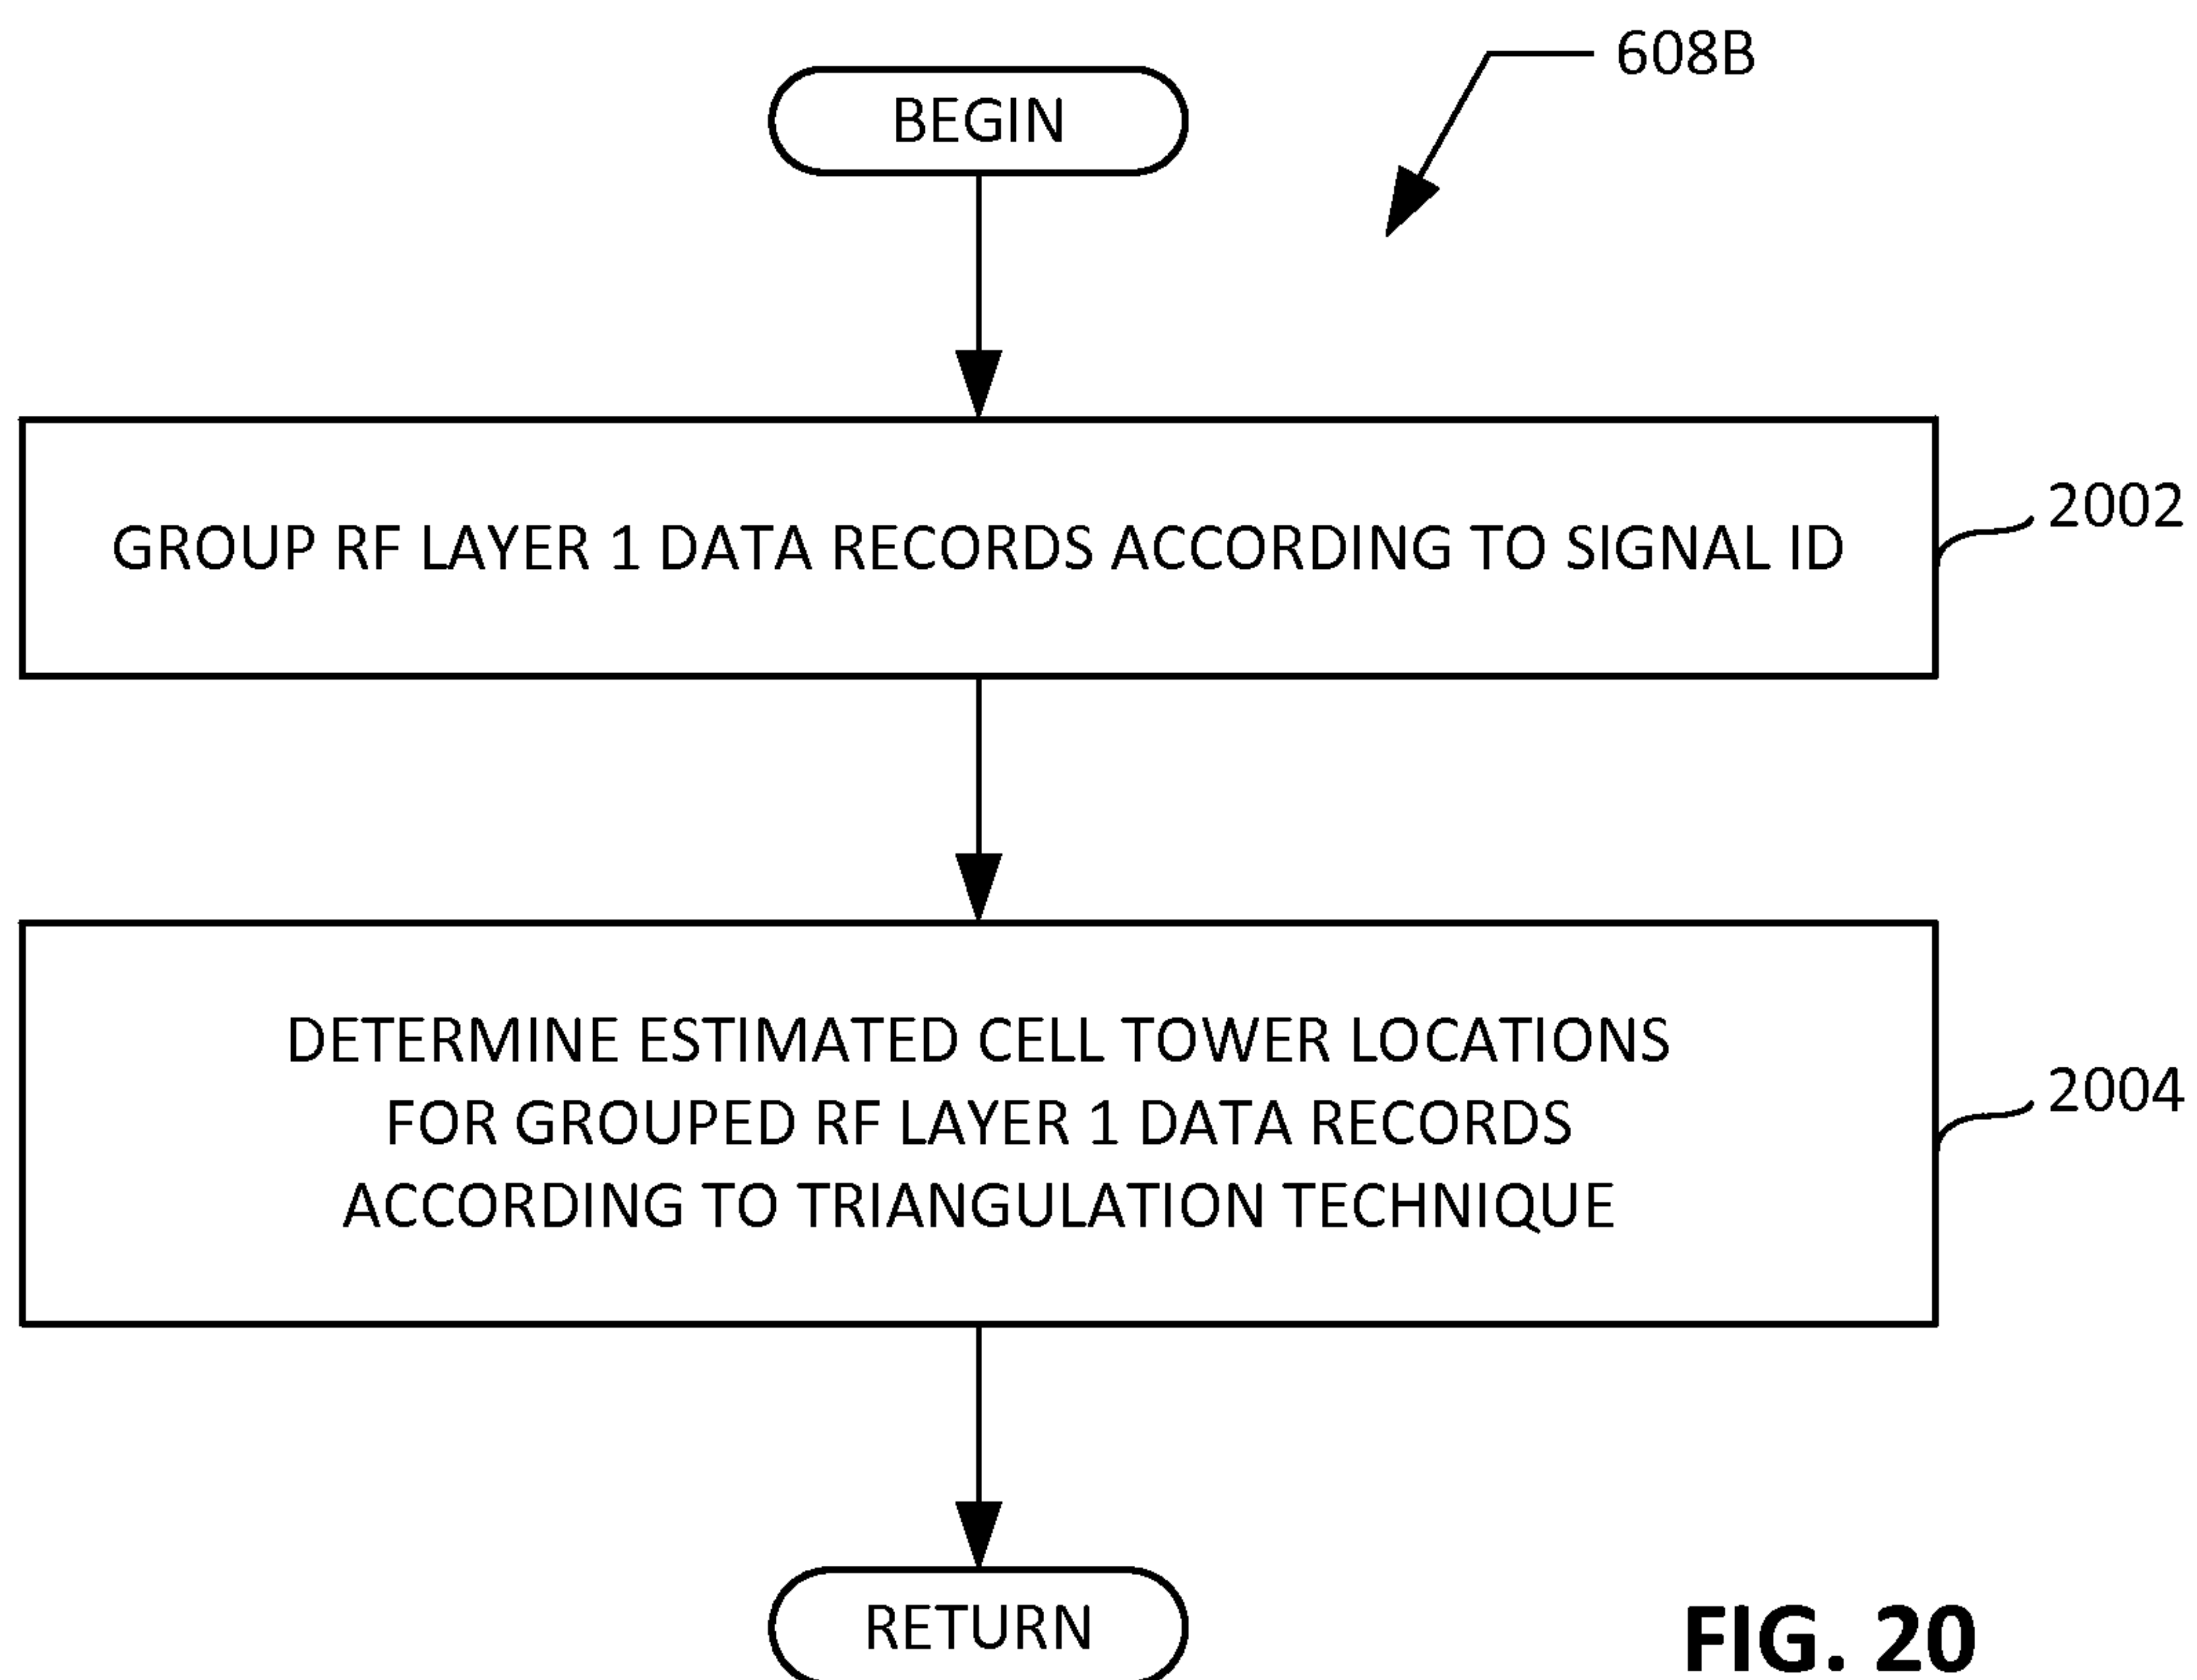 608B
BEGIN
GROUP RF LAYER 1 DATA RECORDS ACCORDING TO SIGNAL ID
2002
DETERMINE ESTIMATED CELL TOWER LOCATIONS
FOR GROUPED RF LAYER 1 DATA RECORDS
ACCORDING TO TRIANGULATION TECHNIQUE
2004
RETURN
FIG. 20